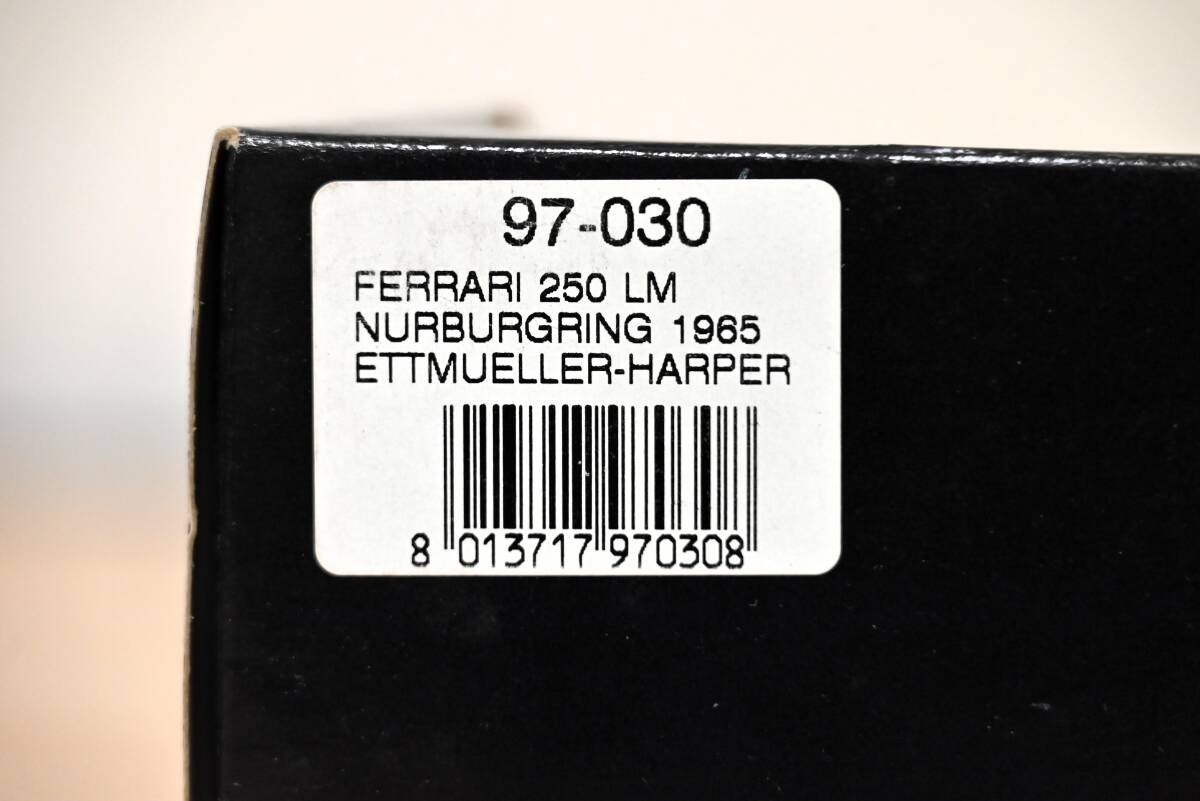 97-030
FERRARI 250 LM
NURBURGRING 1965
ETTMUELLER-HARPER
8 013717 970308